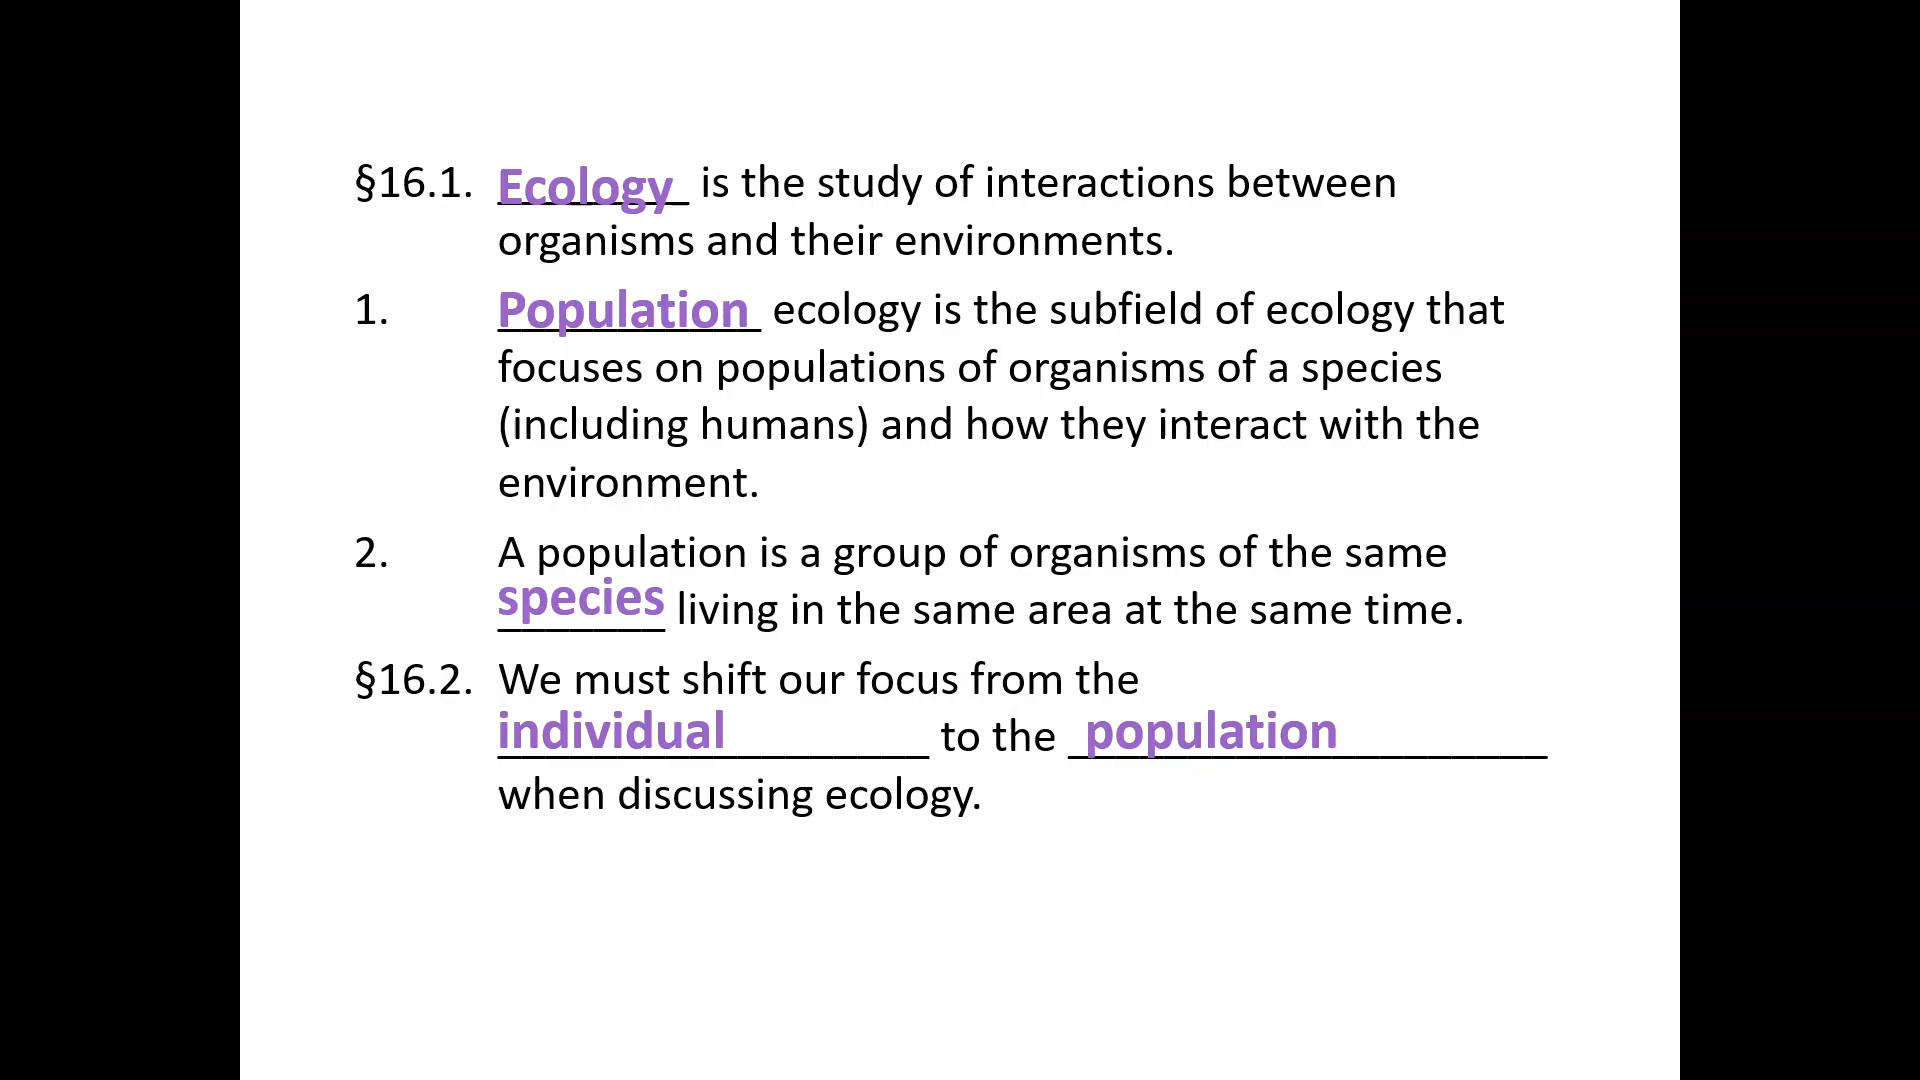 §16.1. Ecology is the study of interactions between
organisms and their environments.
1. Population ecology is the subfield of ecology that
focuses on populations of organisms of a species
(including humans) and how they interact with the
environment.
2. A population is a group of organisms of the same
species living in the same area at the same time.
§16.2. We must shift our focus from the
individual to the population
when discussing ecology.